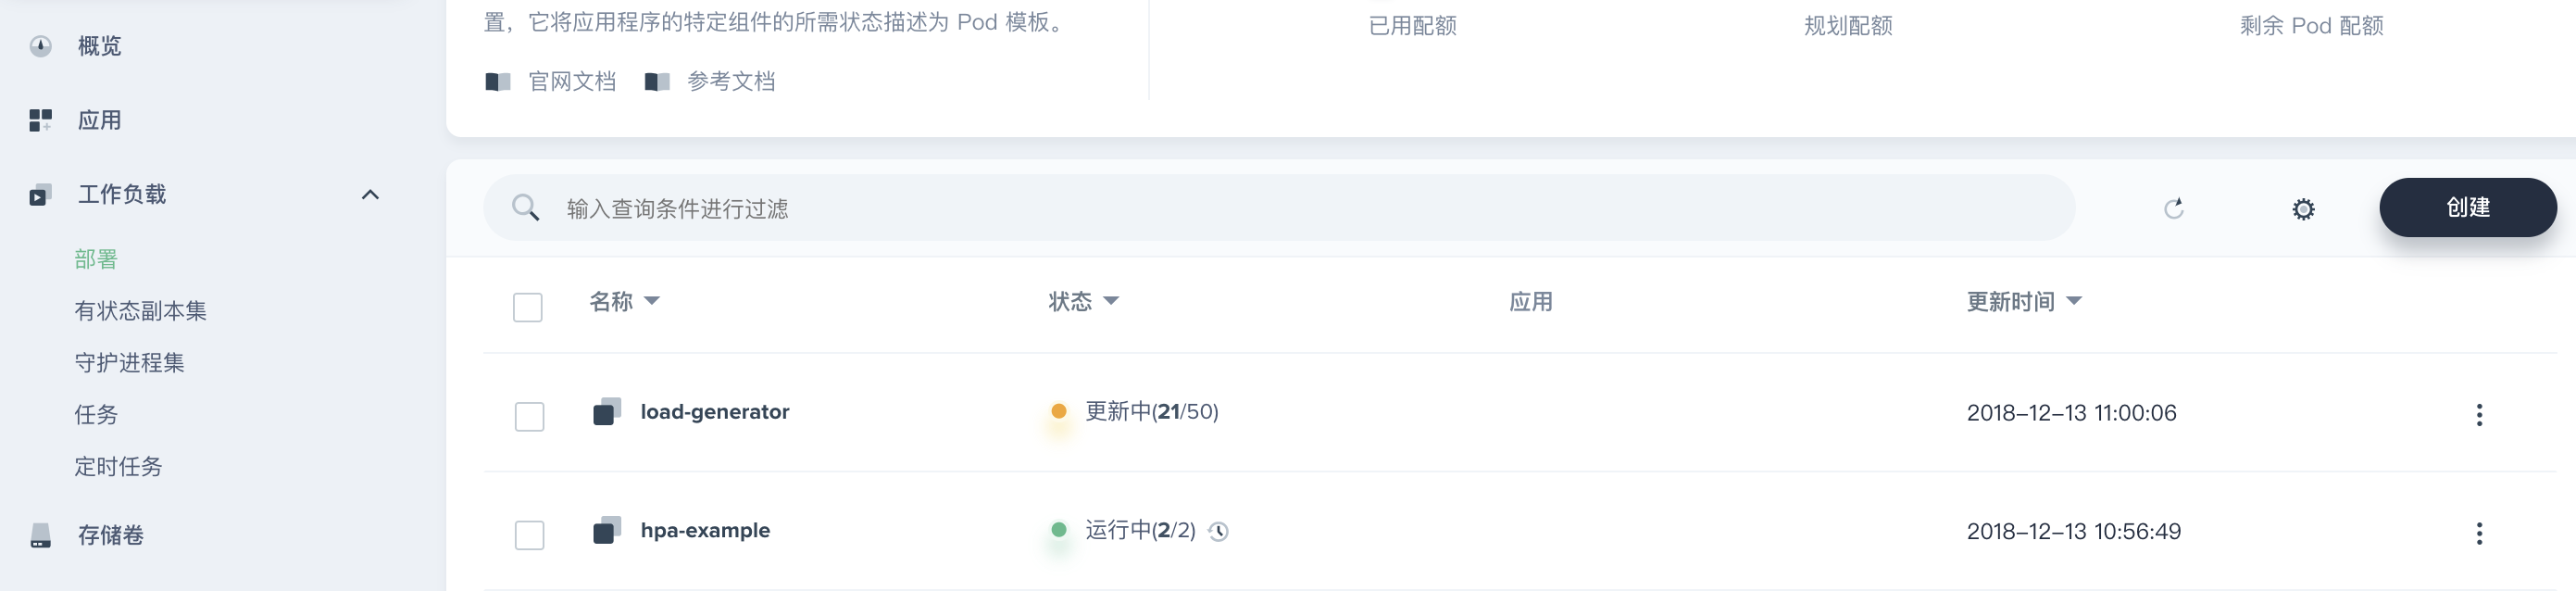 概览
应用
工作负载
部署
有状态副本集
守护进程集
任务
定时任务
存储卷
置，它将应用程序的特定组件的所需状态描述为 Pod 模板。
官网文档 参考文档
已用配额 规划配额 剩余 Pod 配额
输入查询条件进行过滤 创建
名称 状态 应用 更新时间
load-generator 更新中(21/50) 2018-12-13 11:00:06
hpa-example 运行中(2/2) 2018-12-13 10:56:49